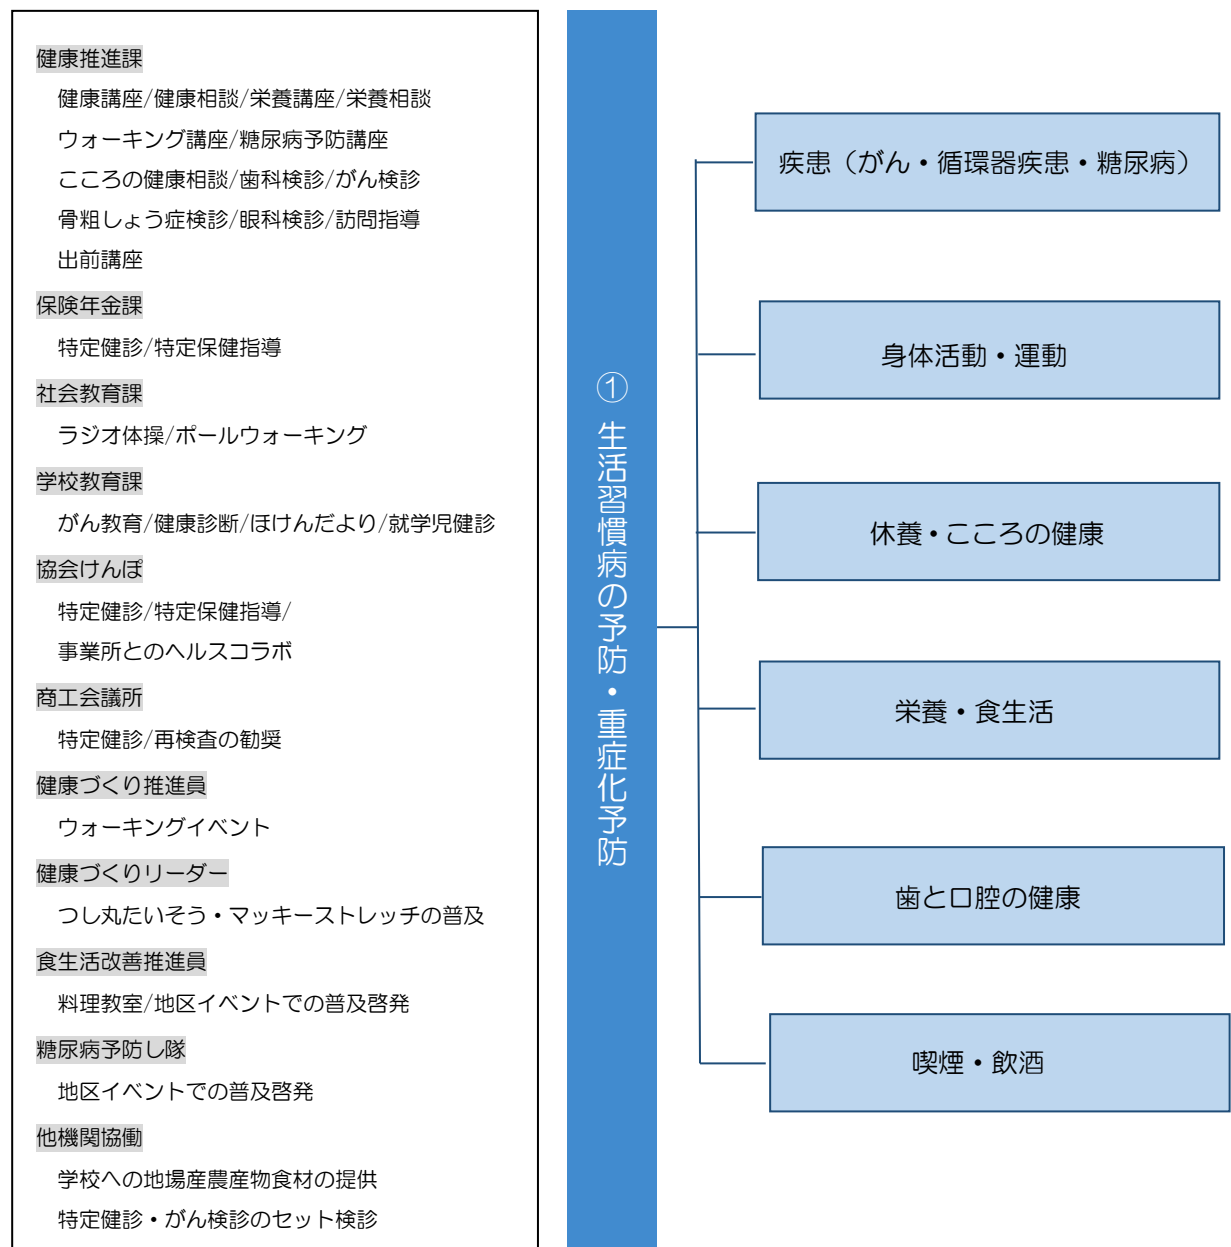 健康推進課
健康講座/健康相談/栄養講座/栄養相談
ウォーキング講座/糖尿病予防講座
こころの健康相談/歯科検診/がん検診
骨粗しょう症検診/眼科検診/訪問指導
出前講座
保険年金課
特定健診/特定保健指導
社会教育課
ラジオ体操/ポールウォーキング
学校教育課
がん教育/健康診断/ほけんだより/就学児健診
協会けんぽ
特定健診/特定保健指導/
事業所とのヘルスコラボ
商工会議所
特定健診/再検査の勧奨
健康づくり推進員
ウォーキングイベント
健康づくりリーダー
つし丸たいそう・マッキーストレッチの普及
食生活改善推進員
料理教室/地区イベントでの普及啓発
糖尿病予防し隊
地区イベントでの普及啓発
他機関協働
学校への地場産農産物食材の提供
特定健診・がん検診のセット検診
① 生活習慣病の予防・重症化予防
疾患（がん・循環器疾患・糖尿病）
身体活動・運動
休養・こころの健康
栄養・食生活
歯と口腔の健康
喫煙・飲酒